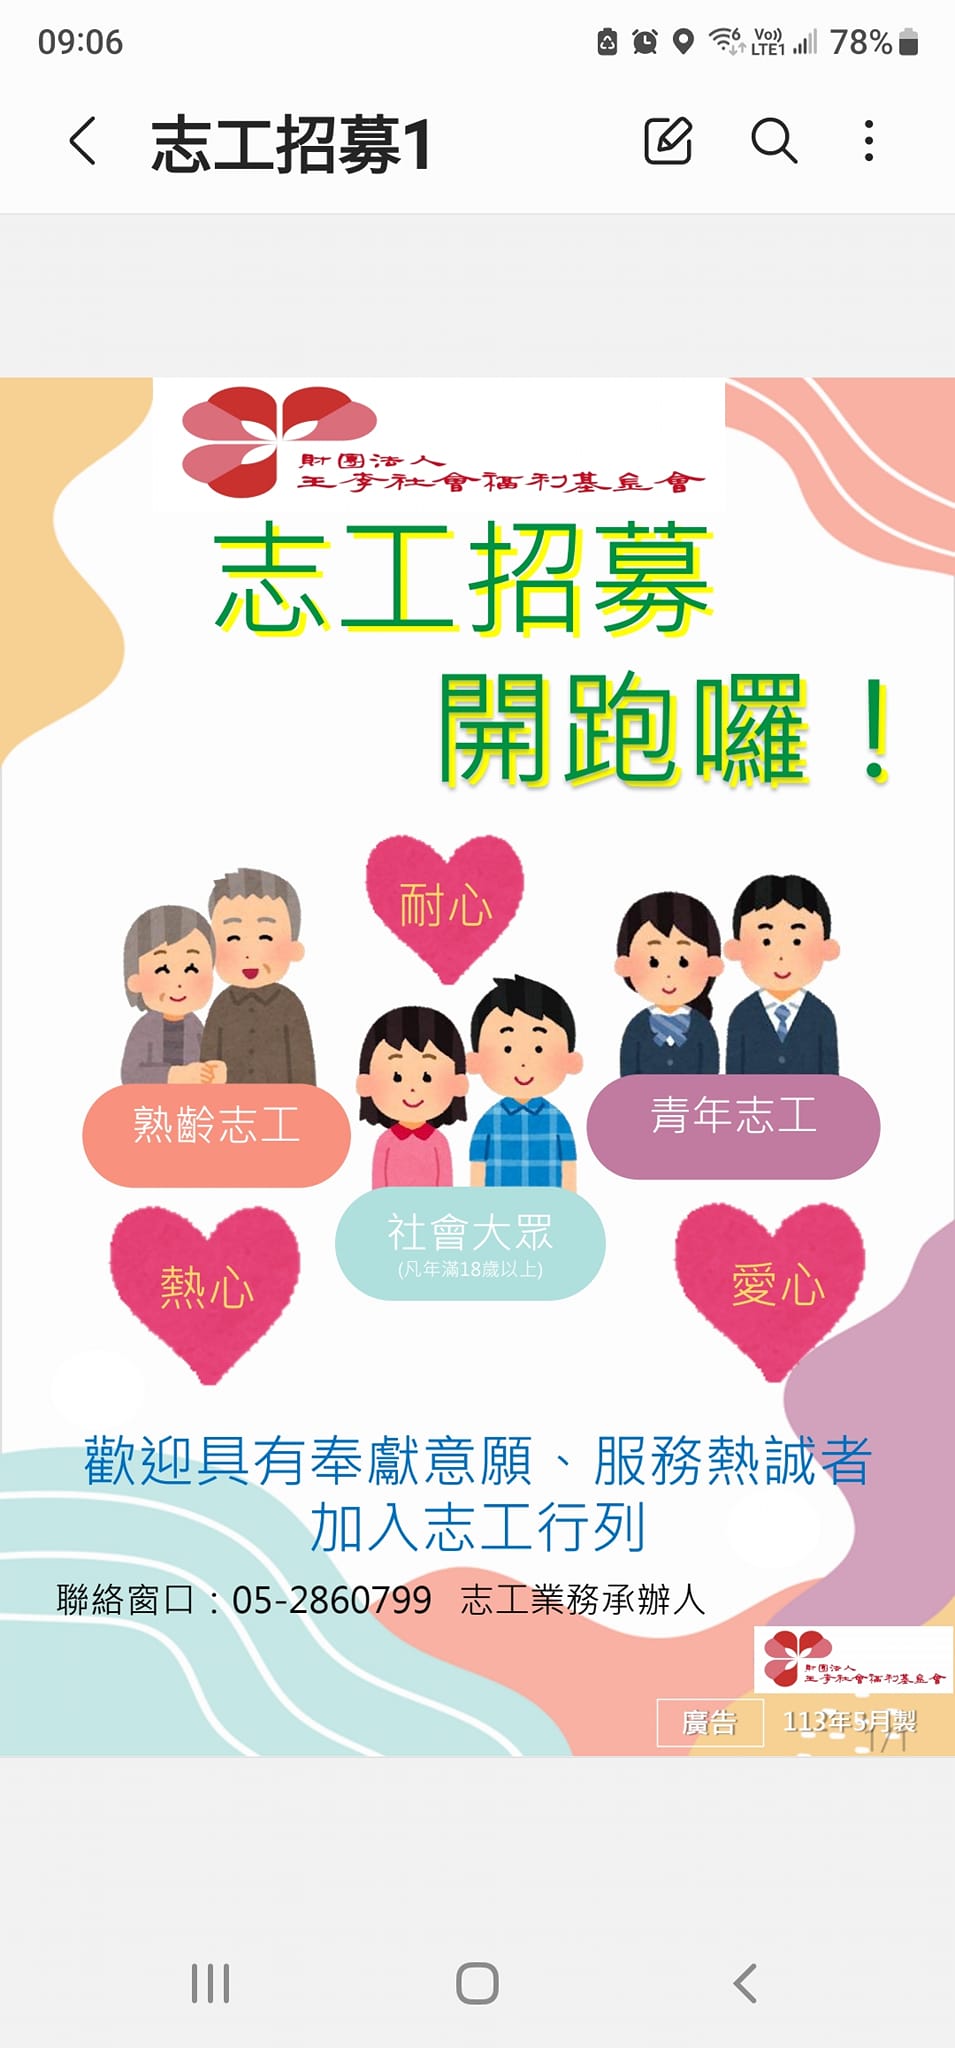 09:06
Vo))
LTE1
78%
志工招募1
財團法人
王李社會福利基金會
志工招募
開跑囉！
耐心
熟齡志工
青年志工
社會大眾
(凡年滿18歲以上)
熱心
愛心
歡迎具有奉獻意願、服務熱誠者
加入志工行列
聯絡窗口：05-2860799 志工業務承辦人
財團法人
王李社會福利基金會
廣告
113年5月製
1/1